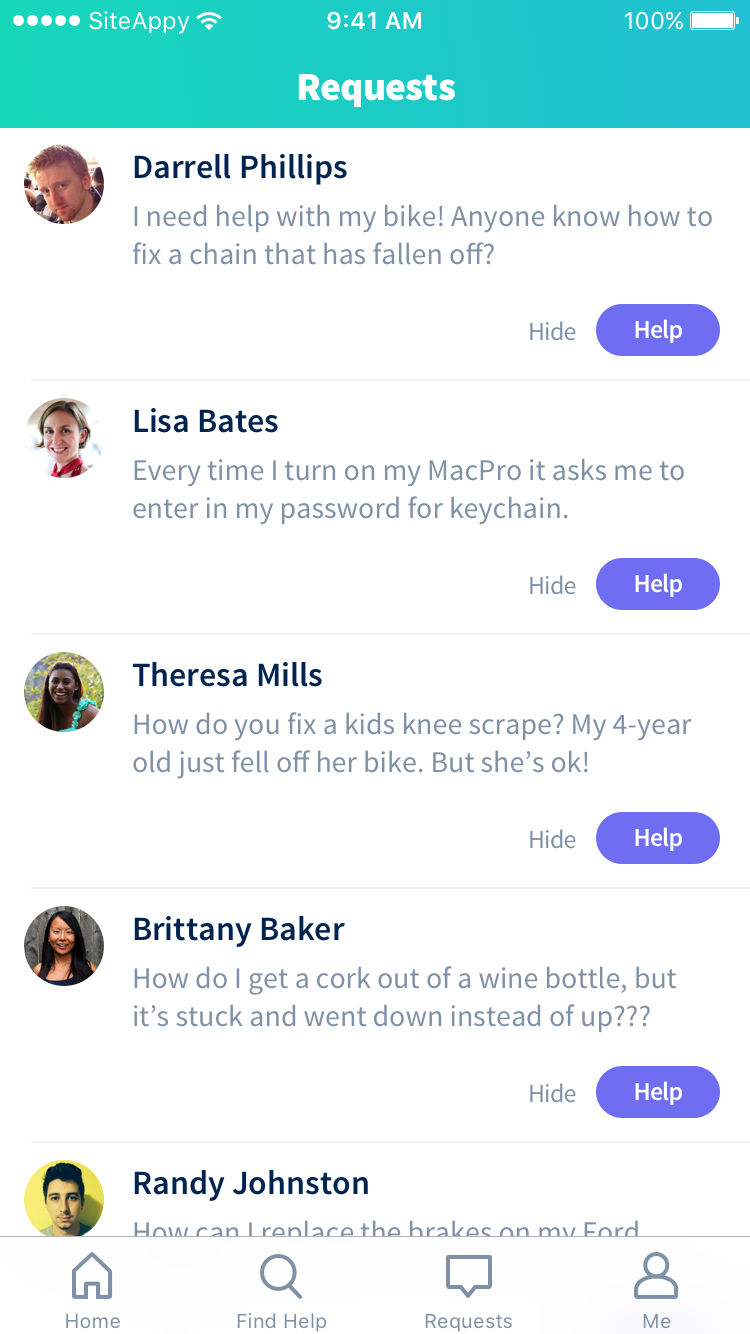 SiteAppy 9:41 AM 100%
Requests
Darrell Phillips
I need help with my bike! Anyone know how to
fix a chain that has fallen off?
Hide Help
Lisa Bates
Every time I turn on my MacPro it asks me to
enter in my password for keychain.
Hide Help
Theresa Mills
How do you fix a kids knee scrape? My 4-year
old just fell off her bike. But she’s ok!
Hide Help
Brittany Baker
How do I get a cork out of a wine bottle, but
it’s stuck and went down instead of up???
Hide Help
Randy Johnston
How can I replace the brakes on my Ford
Home Find Help Requests Me